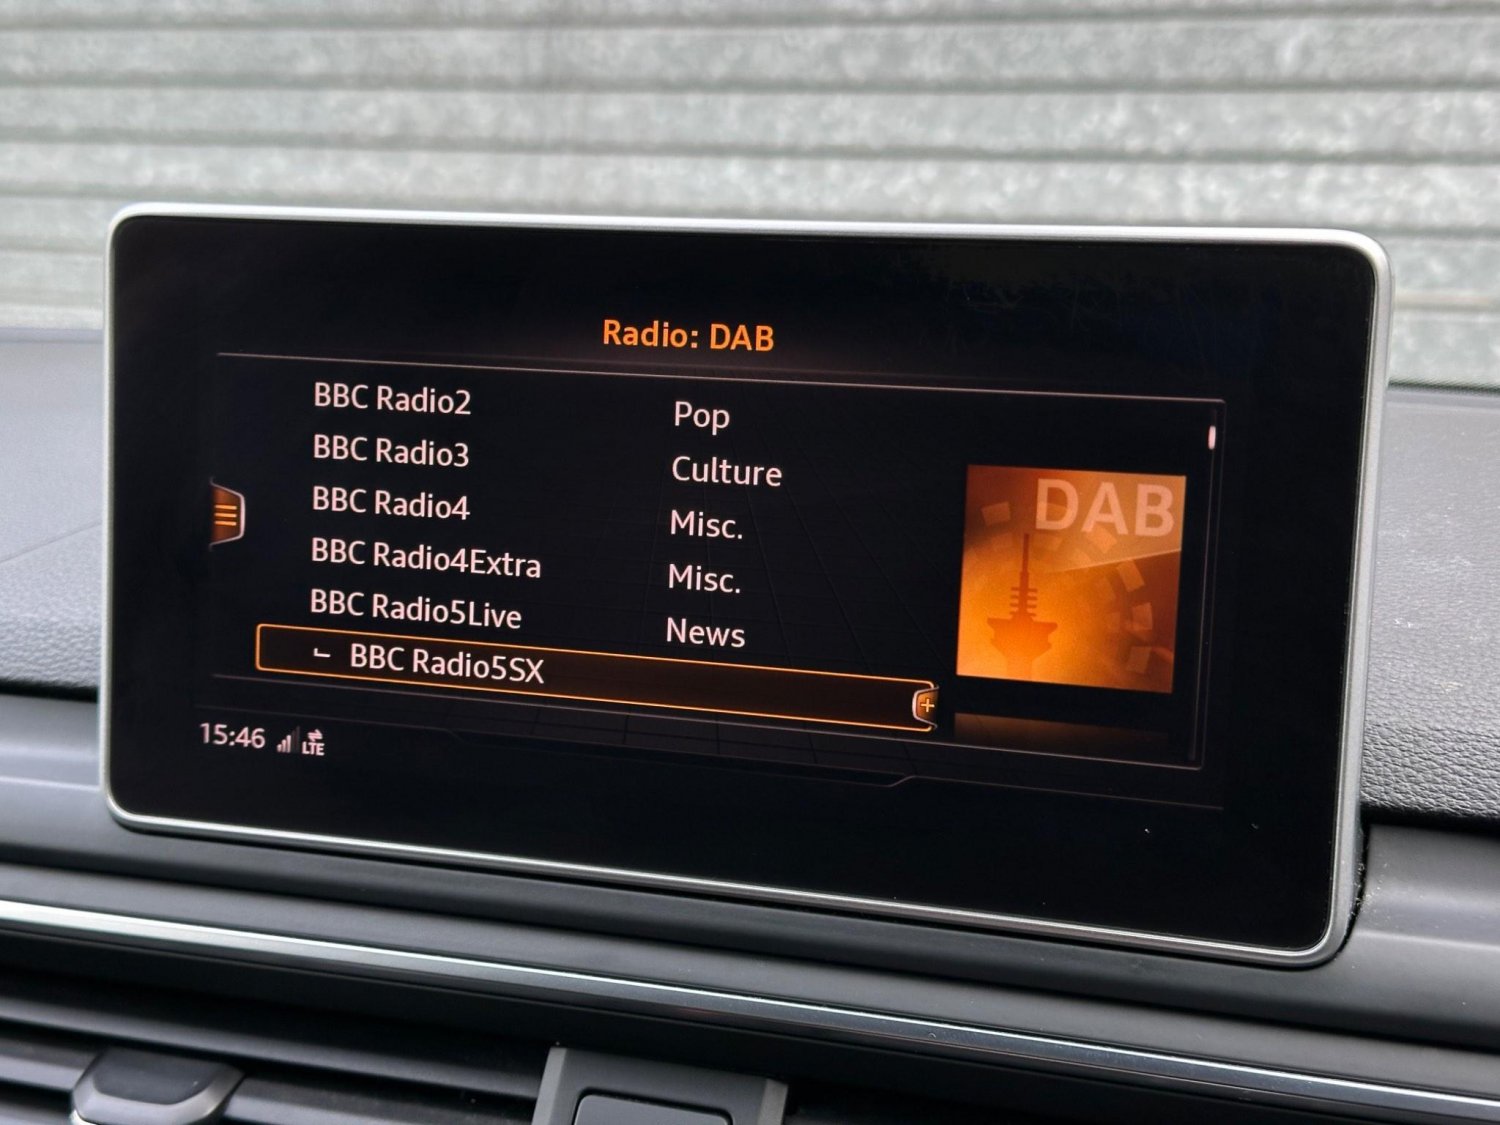 Radio: DAB
BBC Radio2 Pop
BBC Radio3 Culture
BBC Radio4 Misc.
BBC Radio4Extra Misc.
BBC Radio5Live News
BBC Radio5SX
DAB
15:46 LTE